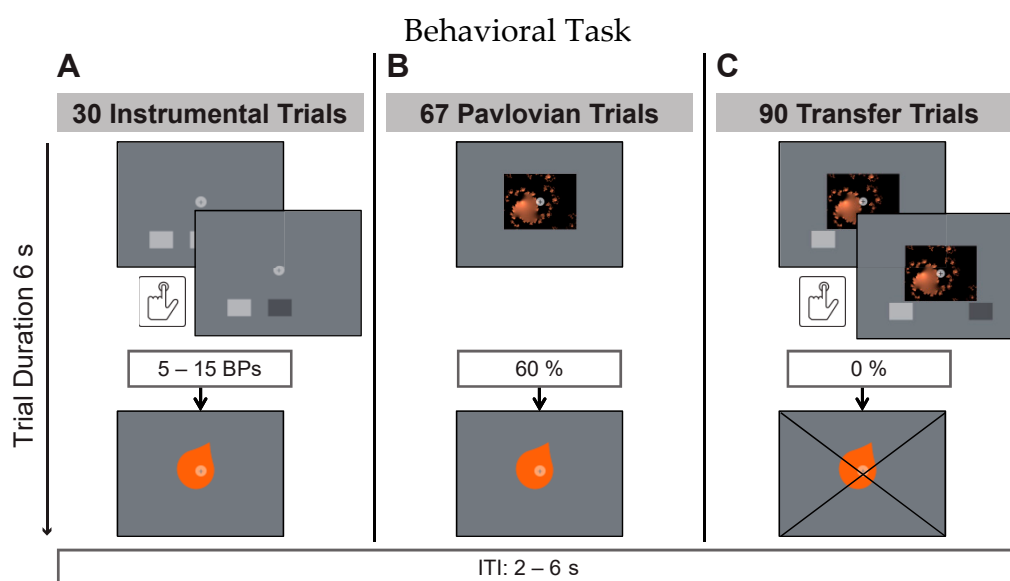 Behavioral Task
A
B
C
30 Instrumental Trials
67 Pavlovian Trials
90 Transfer Trials
Trial Duration 6 s
5 – 15 BPs
60 %
0 %
ITI: 2 – 6 s